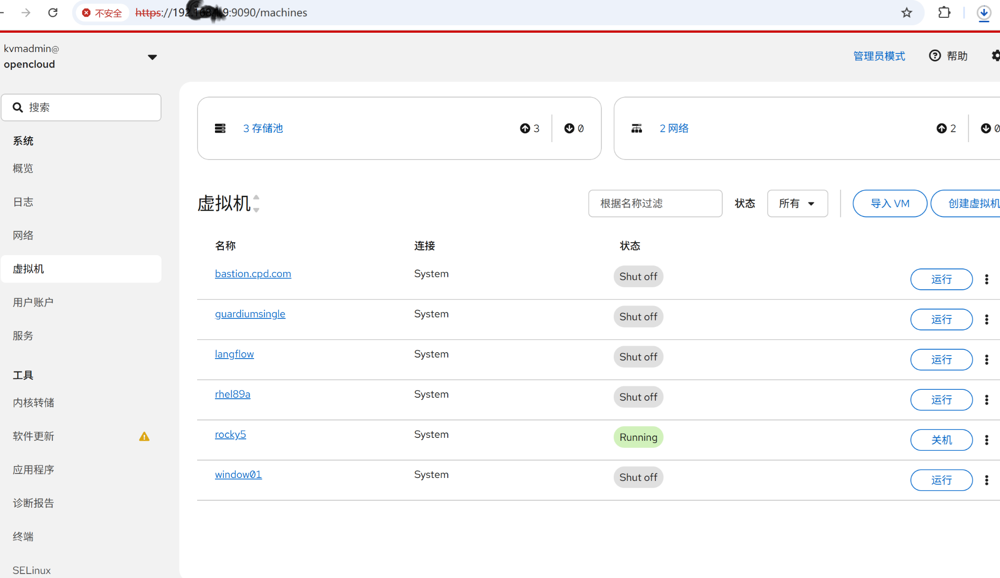 不安全 https://192.168.1.9:9090/machines
kvmadmin@
opencloud
管理员模式 帮助
搜索
3 存储池 3 0
2 网络 2 0
系统
概览
日志
网络
虚拟机
用户账户
服务
工具
内核转储
软件更新
应用程序
诊断报告
终端
SELinux
虚拟机 根据名称过滤 状态 所有 导入 VM 创建虚拟机
名称 连接 状态
bastion.cpd.com System Shut off 运行
guardiumsingle System Shut off 运行
langflow System Shut off 运行
rhel89a System Shut off 运行
rocky5 System Running 关机
window01 System Shut off 运行